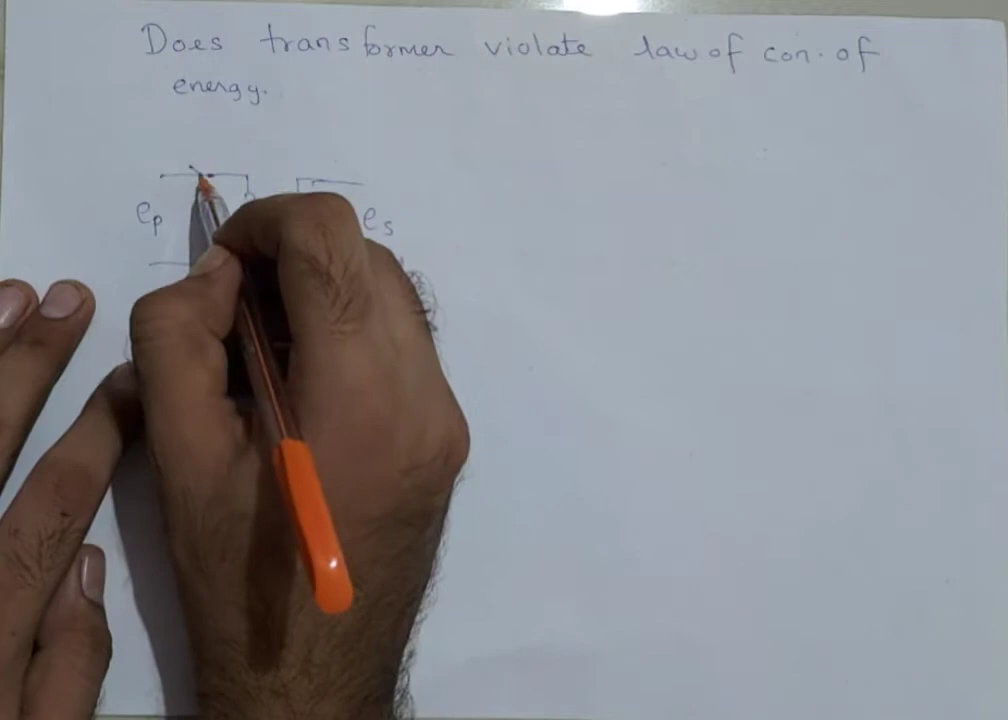 Does transformer violate law of con. of
energy.
ep es